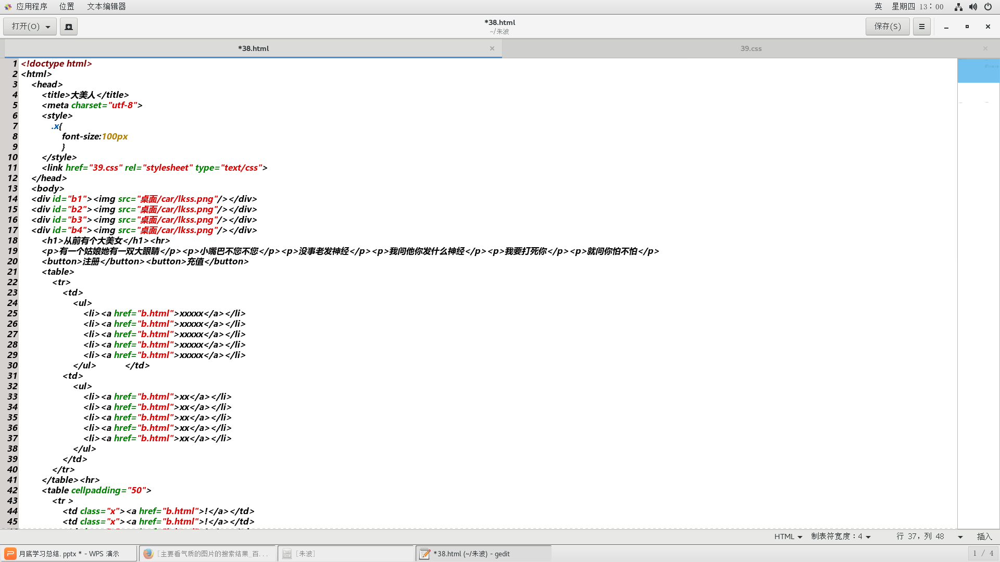 应用程序 位置 文本编辑器 英 星期四 13：00
打开(O) *38.html ~/朱波 保存(S)
*38.html 39.css
1 <!doctype html>
2 <html>
3 <head>
4 <title>大美人</title>
5 <meta charset="utf-8">
6 <style>
7 .x{
8 font-size:100px
9 }
10 </style>
11 <link href="39.css" rel="stylesheet" type="text/css">
12 </head>
13 <body>
14 <div id="b1"><img src="桌面/car/lkss.png"/></div>
15 <div id="b2"><img src="桌面/car/lkss.png"/></div>
16 <div id="b3"><img src="桌面/car/lkss.png"/></div>
17 <div id="b4"><img src="桌面/car/lkss.png"/></div>
18 <h1>从前有个大美女</h1><hr>
19 <p>有一个姑娘她有一双大眼睛</p><p>小嘴巴不您不您</p><p>没事老发神经</p><p>我问他你发什么神经</p><p>我要打死你</p><p>就问你怕不怕</p>
20 <button>注册</button><button>充值</button>
21 <table>
22 <tr>
23 <td>
24 <ul>
25 <li><a href="b.html">xxxxx</a></li>
26 <li><a href="b.html">xxxxx</a></li>
27 <li><a href="b.html">xxxxx</a></li>
28 <li><a href="b.html">xxxxx</a></li>
29 <li><a href="b.html">xxxxx</a></li>
30 </ul> </td>
31 <td>
32 <ul>
33 <li><a href="b.html">xx</a></li>
34 <li><a href="b.html">xx</a></li>
35 <li><a href="b.html">xx</a></li>
36 <li><a href="b.html">xx</a></li>
37 <li><a href="b.html">xx</a></li>
38 </ul>
39 </td>
40 </tr>
41 </table><hr>
42 <table cellpadding="50">
43 <tr >
44 <td class="x"><a href="b.html">!</a></td>
45 <td class="x"><a href="b.html">!</a></td>
HTML 制表符宽度：4 行 37，列 48 插入
月底学习总结. pptx * - WPS 演示 [主要看气质的图片的搜索结果_百... [朱波] *38.html (~/朱波) - gedit 1 / 4